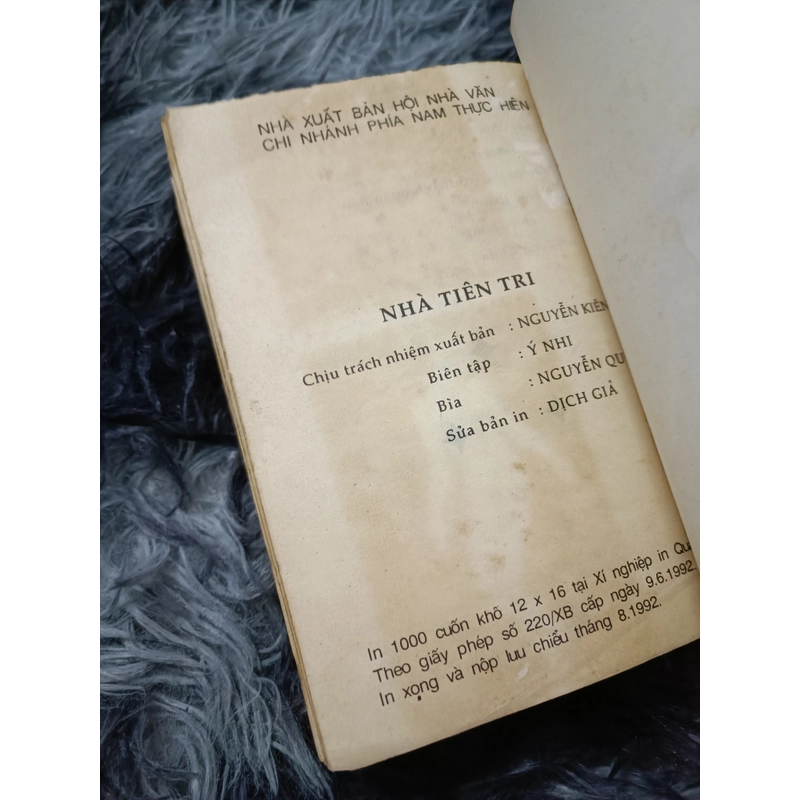 NHÀ XUẤT BẢN HỘI NHÀ VĂN
CHI NHÁNH PHÍA NAM THỰC HIỆN
NHÀ TIÊN TRI
Chịu trách nhiệm xuất bản : NGUYỄN KIÊN
Biên tập : Ý NHI
Bìa : NGUYỄN
Sửa bản in : DỊCH GIẢ
In 1000 cuốn khổ 12 x 16 tại Xí nghiệp in
Theo giấy phép số 220/XB cấp ngày 9.6.1992.
In xong và nộp lưu chiểu tháng 8.1992.